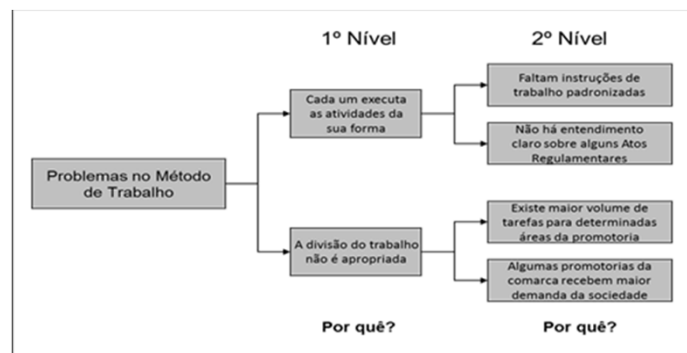 1º Nível
2º Nível
Problemas no Método
de Trabalho
Cada um executa
as atividades da
sua forma
Faltam instruções de
trabalho padronizadas
Não há entendimento
claro sobre alguns Atos
Regulamentares
A divisão do trabalho
não é apropriada
Existe maior volume de
tarefas para determinadas
áreas da promotoria
Algumas promotorias da
comarca recebem maior
demanda da sociedade
Por quê?
Por quê?